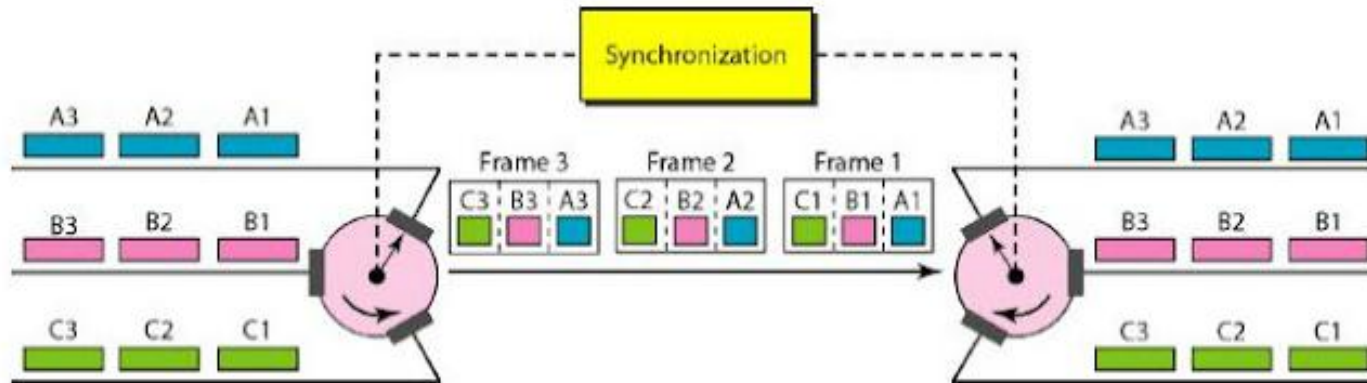 Synchronization
A3 A2 A1
A3 A2 A1
Frame 3 Frame 2 Frame 1
C3 B3 A3 C2 B2 A2 C1 B1 A1
B3 B2 B1
B3 B2 B1
C3 C2 C1
C3 C2 C1